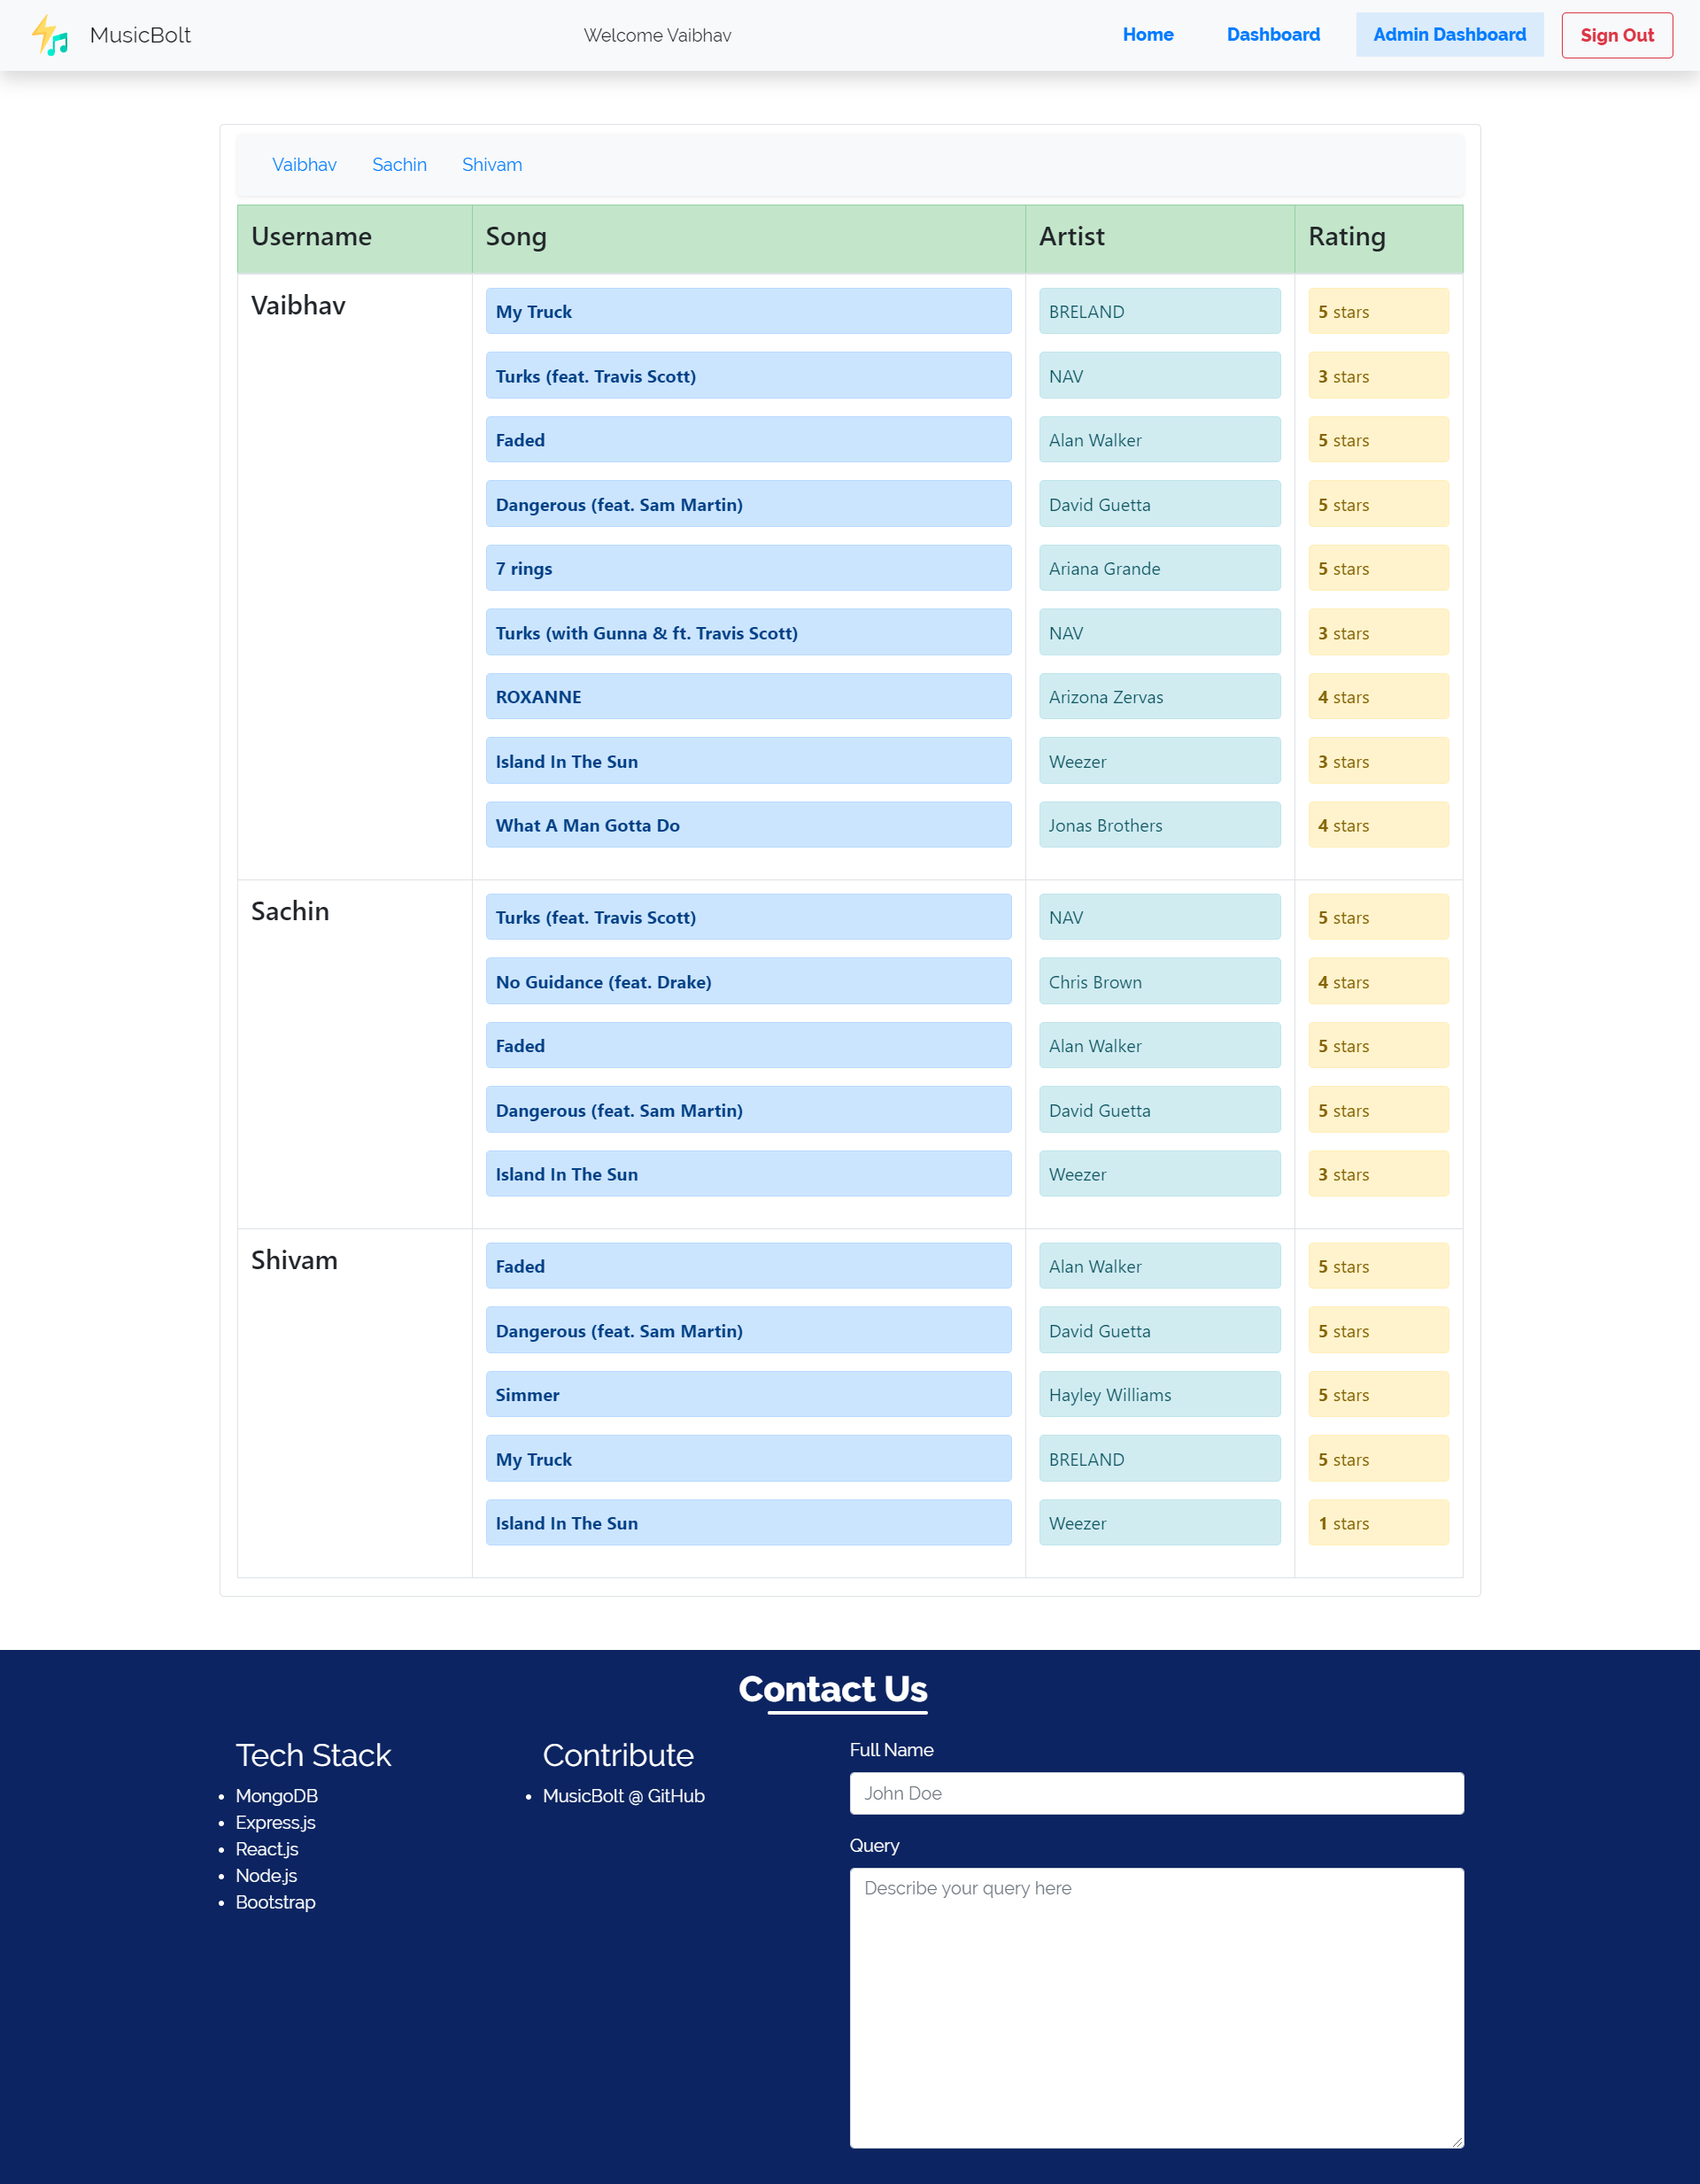 MusicBolt
Welcome Vaibhav
Home Dashboard Admin Dashboard Sign Out
Vaibhav Sachin Shivam
Username Song Artist Rating
Vaibhav My Truck BRELAND 5 stars
Turks (feat. Travis Scott) NAV 3 stars
Faded Alan Walker 5 stars
Dangerous (feat. Sam Martin) David Guetta 5 stars
7 rings Ariana Grande 5 stars
Turks (with Gunna & ft. Travis Scott) NAV 3 stars
ROXANNE Arizona Zervas 4 stars
Island In The Sun Weezer 3 stars
What A Man Gotta Do Jonas Brothers 4 stars
Sachin Turks (feat. Travis Scott) NAV 5 stars
No Guidance (feat. Drake) Chris Brown 4 stars
Faded Alan Walker 5 stars
Dangerous (feat. Sam Martin) David Guetta 5 stars
Island In The Sun Weezer 3 stars
Shivam Faded Alan Walker 5 stars
Dangerous (feat. Sam Martin) David Guetta 5 stars
Simmer Hayley Williams 5 stars
My Truck BRELAND 5 stars
Island In The Sun Weezer 1 stars
Contact Us
Tech Stack
MongoDB
Express.js
React.js
Node.js
Bootstrap
Contribute
MusicBolt @ GitHub
Full Name
John Doe
Query
Describe your query here